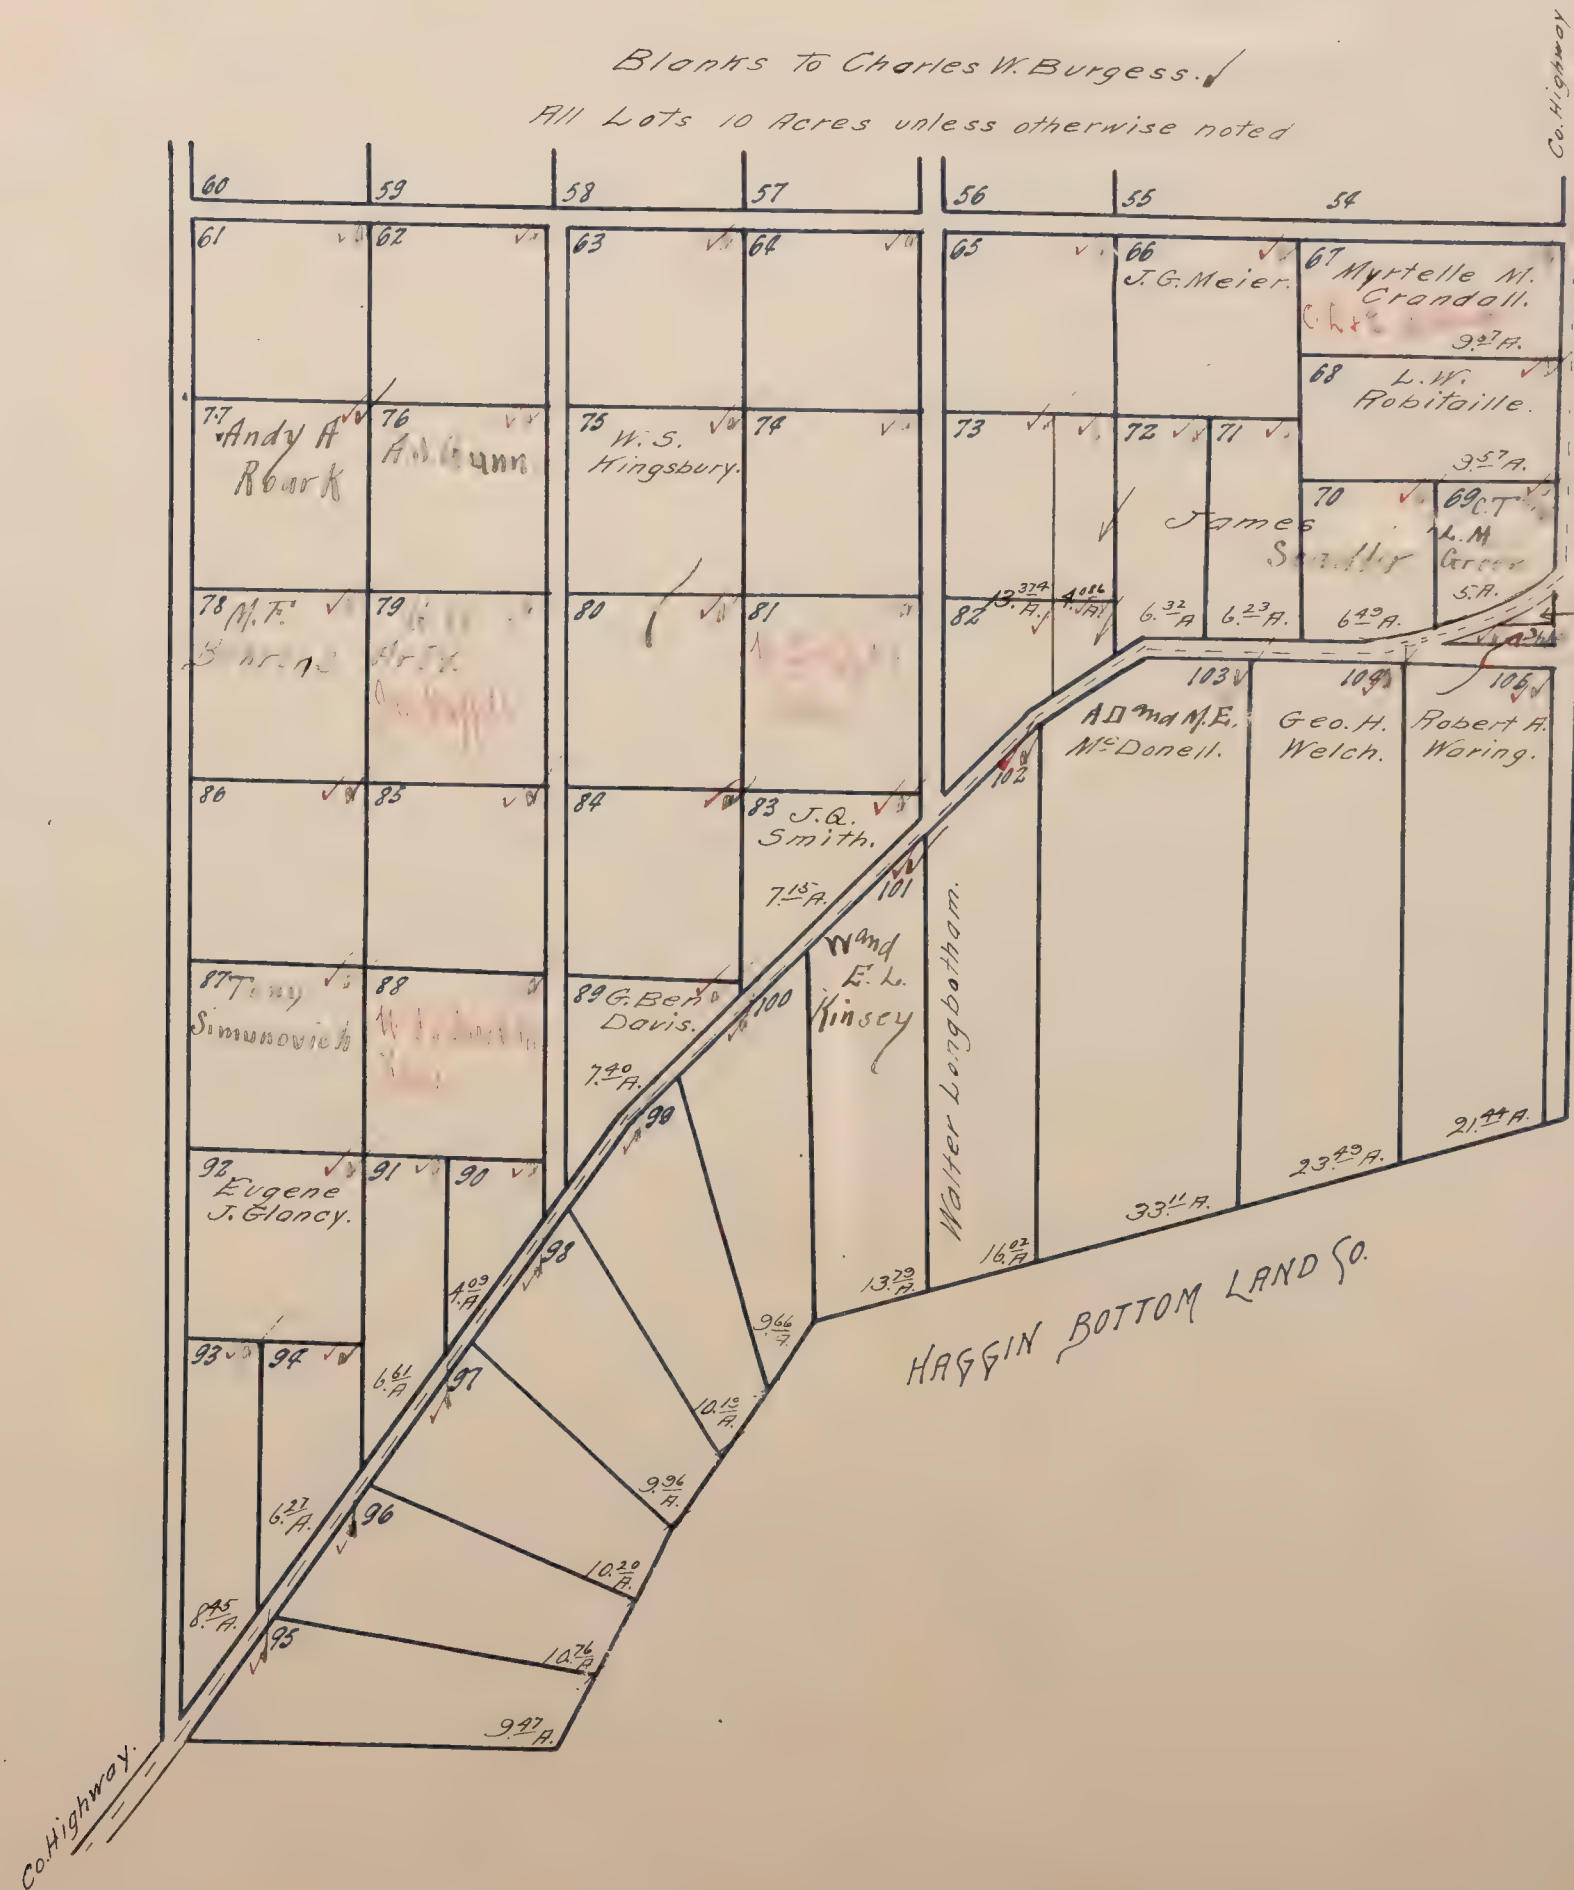 Co. Highway
Blanks To Charles W. Burgess.
All Lots 10 Acres unless otherwise noted
60 59 58 57 56 55 54
61 62 63 64 65 66 67
J. G. Meier.
Myrtelle M.
Crandall.
9.27 A.
68
L. W.
Robitaille.
9.57 A.
77 76 75 74 73 72 71 70 69
Andy A
Roark
W. S.
Kingsbury.
James
C. T
L. M
5. A.
13.374 A
4.086 A
6.32 A
6.23 A.
6.49 A.
78 79 80 81 82
M. F.
103 104 105
A D and M. E.
Mc Donell.
Geo. H.
Welch.
Robert A.
Waring.
86 85 84 83
J. Q.
Smith.
7.15 A.
102
101
W and
E. L.
Kinsey
Walter Longbotham.
87 88 89 100
Tony
Simunovich
G. Ben
Davis.
7.40 A.
99
21.44 A.
23.49 A.
33.11 A.
16.02 A
13.79 A.
92 91 90
Eugene
J. Glancy.
98
4.09 A
9.66 A.
HAGGIN BOTTOM LAND CO.
93 94
6.61 A
97
10.19 A.
9.96 A.
6.27 A.
96
10.20 A.
8.45 A.
95
10.76 A
9.47 A.
Co. Highway.